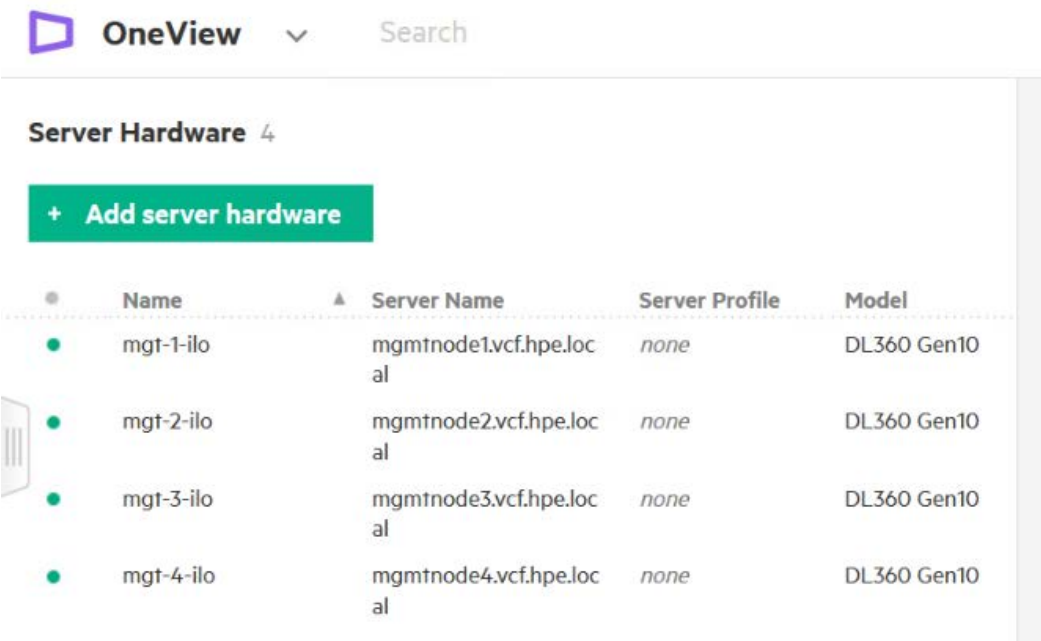 OneView Search
Server Hardware 4
+ Add server hardware
Name Server Name Server Profile Model
mgt-1-ilo mgmtnode1.vcf.hpe.loc none DL360 Gen10
al
mgt-2-ilo mgmtnode2.vcf.hpe.loc none DL360 Gen10
al
mgt-3-ilo mgmtnode3.vcf.hpe.loc none DL360 Gen10
al
mgt-4-ilo mgmtnode4.vcf.hpe.loc none DL360 Gen10
al